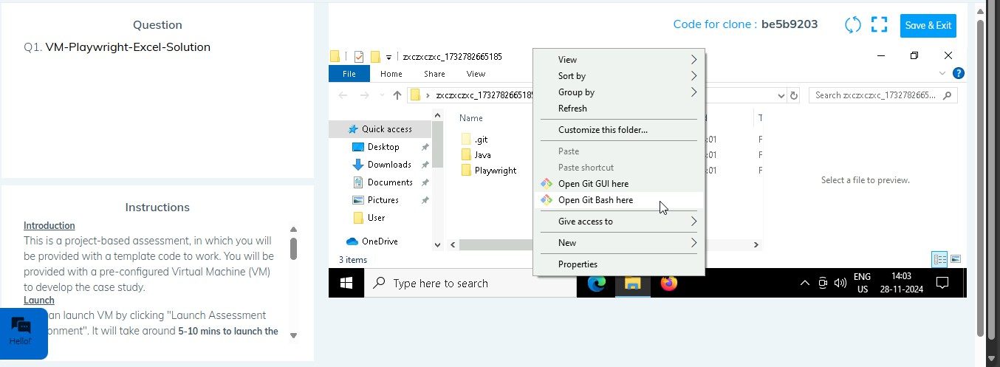 Question
Q1. VM-Playwright-Excel-Solution
Instructions
Introduction
This is a project-based assessment, in which you will
be provided with a template code to work. You will be
provided with a pre-configured Virtual Machine (VM)
to develop the case study.
Launch
an launch VM by clicking "Launch Assessment
onment". It will take around 5-10 mins to launch the
Hello!
Code for clone : be5b9203
Save & Exit
zxczxczxc_1732782665185
File Home Share View
zxczxczxc_1732782665185
Search zxczxczxc_1732782665...
Quick access
Desktop
Downloads
Documents
Pictures
User
OneDrive
3 items
Name
.git
Java
Playwright
:01
:01
:01
T
F
F
F
Select a file to preview.
View
Sort by
Group by
Refresh
Customize this folder...
Paste
Paste shortcut
Open Git GUI here
Open Git Bash here
Give access to
New
Properties
Type here to search
ENG
US
14:03
28-11-2024